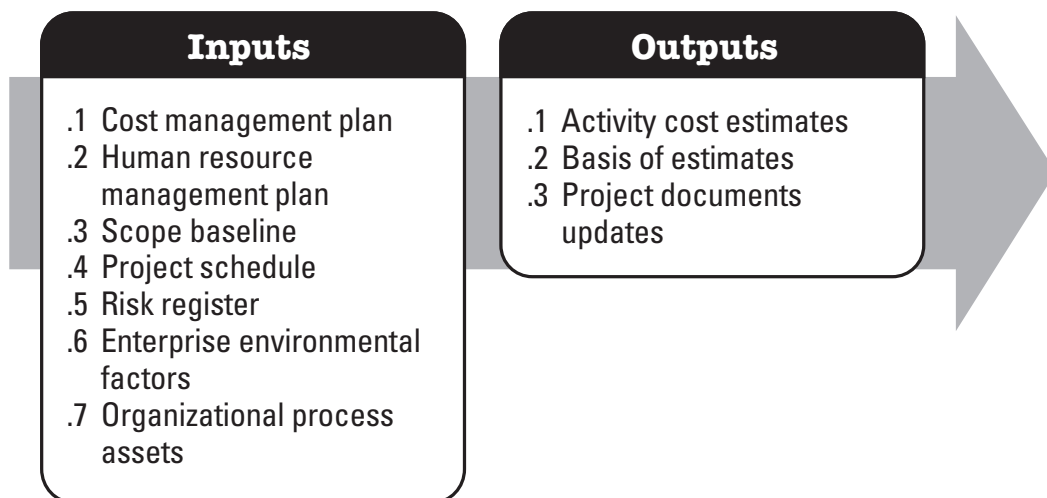 Inputs
.1 Cost management plan
.2 Human resource
management plan
.3 Scope baseline
.4 Project schedule
.5 Risk register
.6 Enterprise environmental
factors
.7 Organizational process
assets
Outputs
.1 Activity cost estimates
.2 Basis of estimates
.3 Project documents
updates